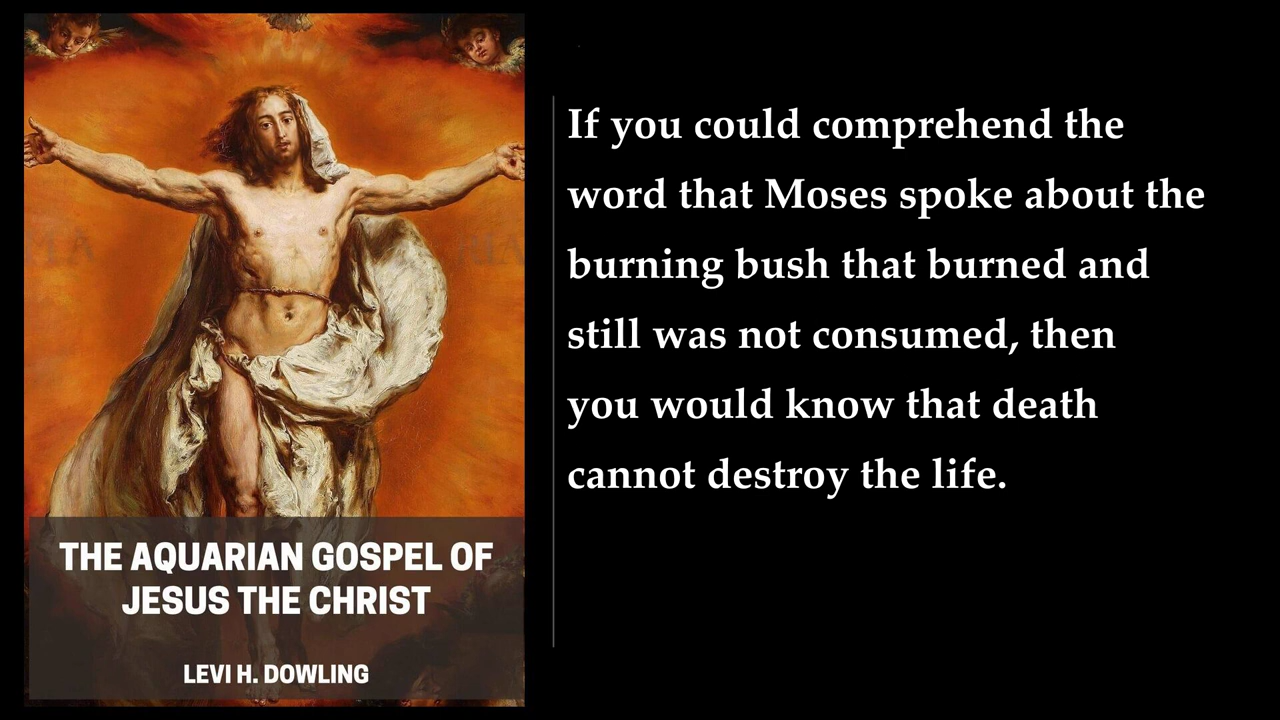 If you could comprehend the
word that Moses spoke about the
burning bush that burned and
still was not consumed, then
you would know that death
cannot destroy the life.
THE AQUARIAN GOSPEL OF
JESUS THE CHRIST
LEVI H. DOWLING